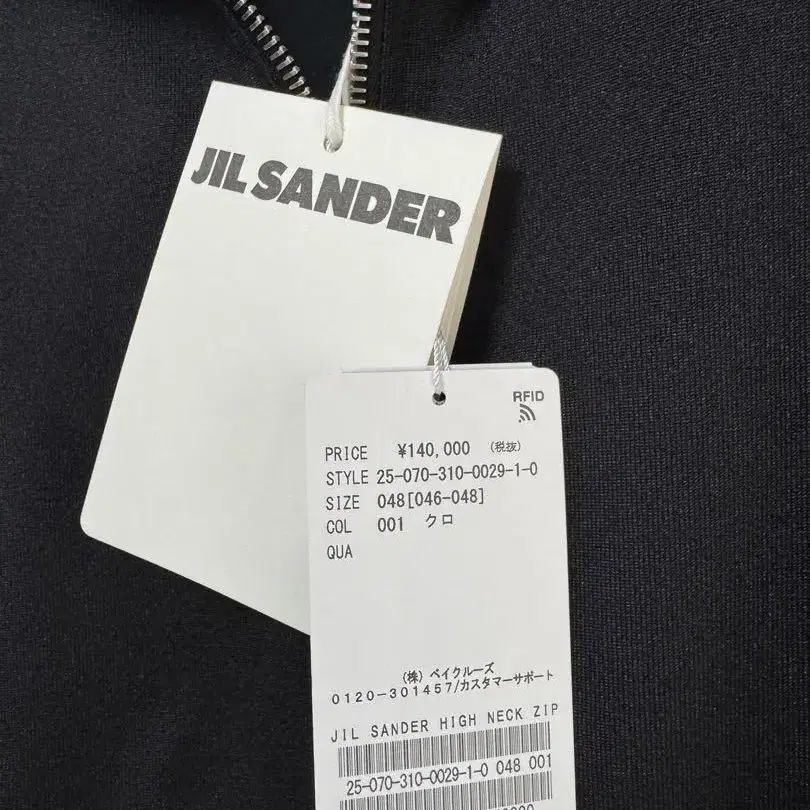 JIL SANDER
RFID
PRICE ¥140,000 (税抜)
STYLE 25-070-310-0029-1-0
SIZE 048[046-048]
COL 001 クロ
QUA
(株) ベイクルーズ
0120-301457/カスタマーサポート
JIL SANDER HIGH NECK ZIP
25-070-310-0029-1-0 048 001